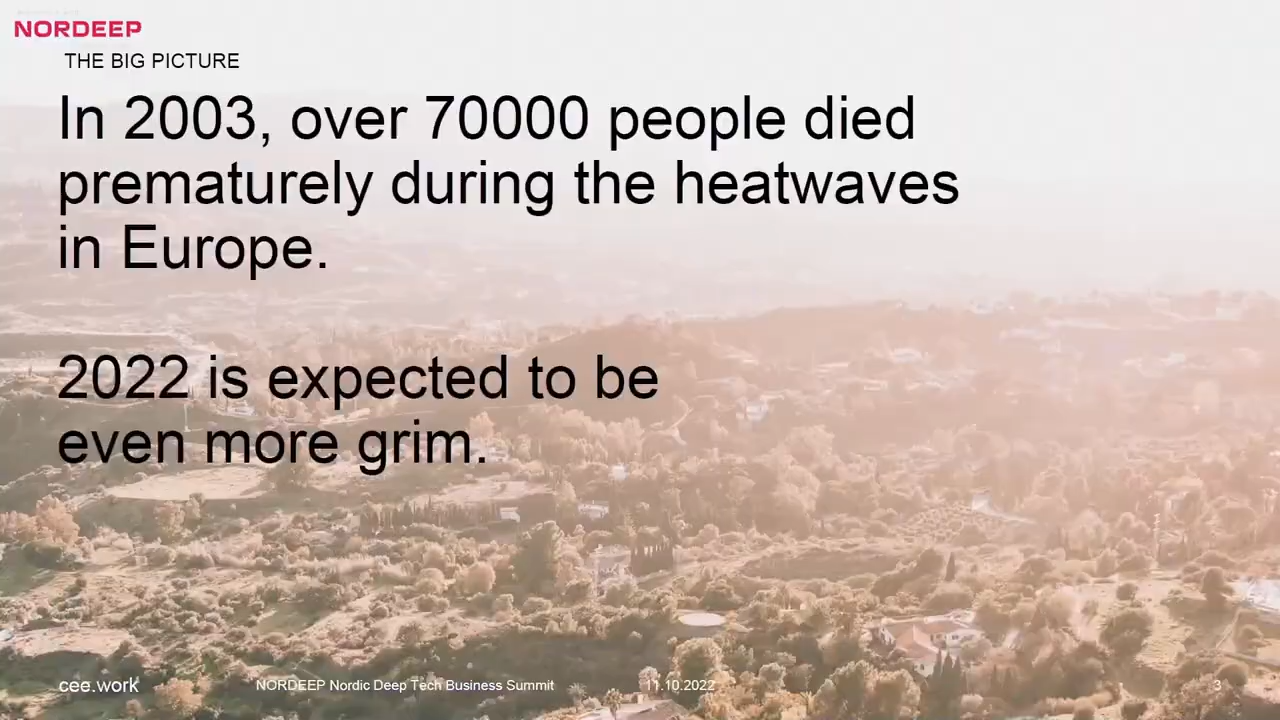 NORDEEP
THE BIG PICTURE
In 2003, over 70000 people died
prematurely during the heatwaves
in Europe.
2022 is expected to be
even more grim.
cee.work
NORDEEP Nordic Deep Tech Business Summit
11.10.2022
3